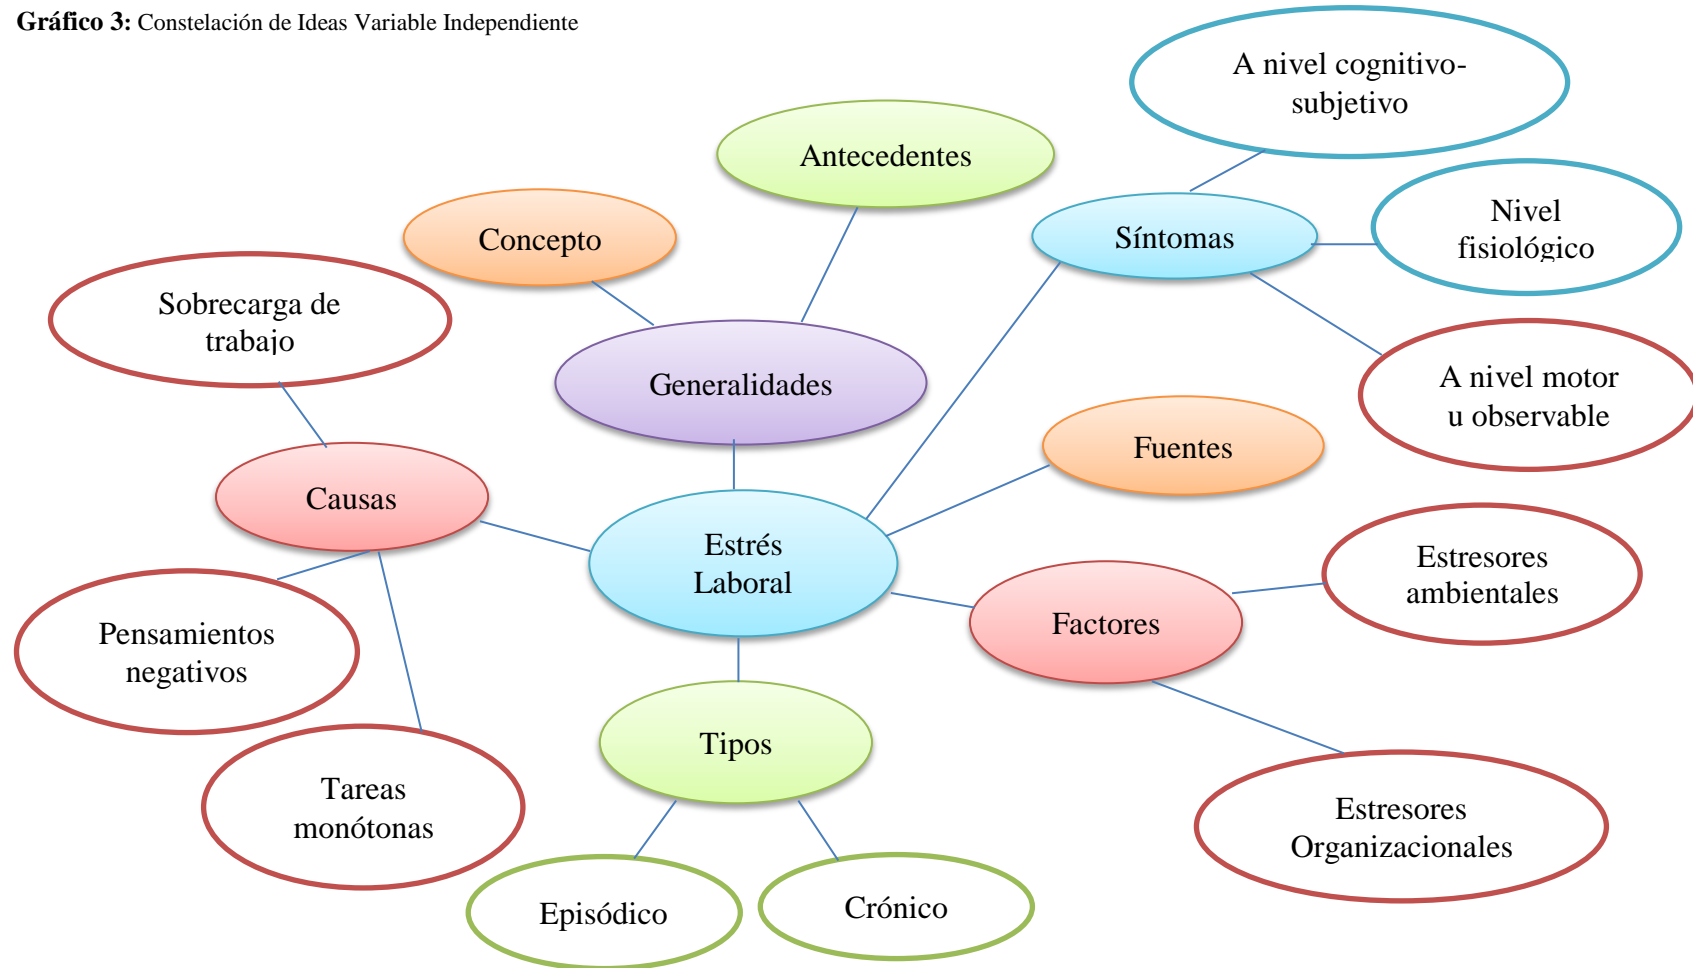 Gráfico 3: Constelación de Ideas Variable Independiente
A nivel cognitivo-
subjetivo
Antecedentes
Concepto
Síntomas
Nivel
fisiológico
Sobrecarga de
trabajo
Generalidades
A nivel motor
u observable
Fuentes
Causas
Estrés
Laboral
Estresores
ambientales
Factores
Pensamientos
negativos
Tipos
Tareas
monótonas
Estresores
Organizacionales
Episódico
Crónico